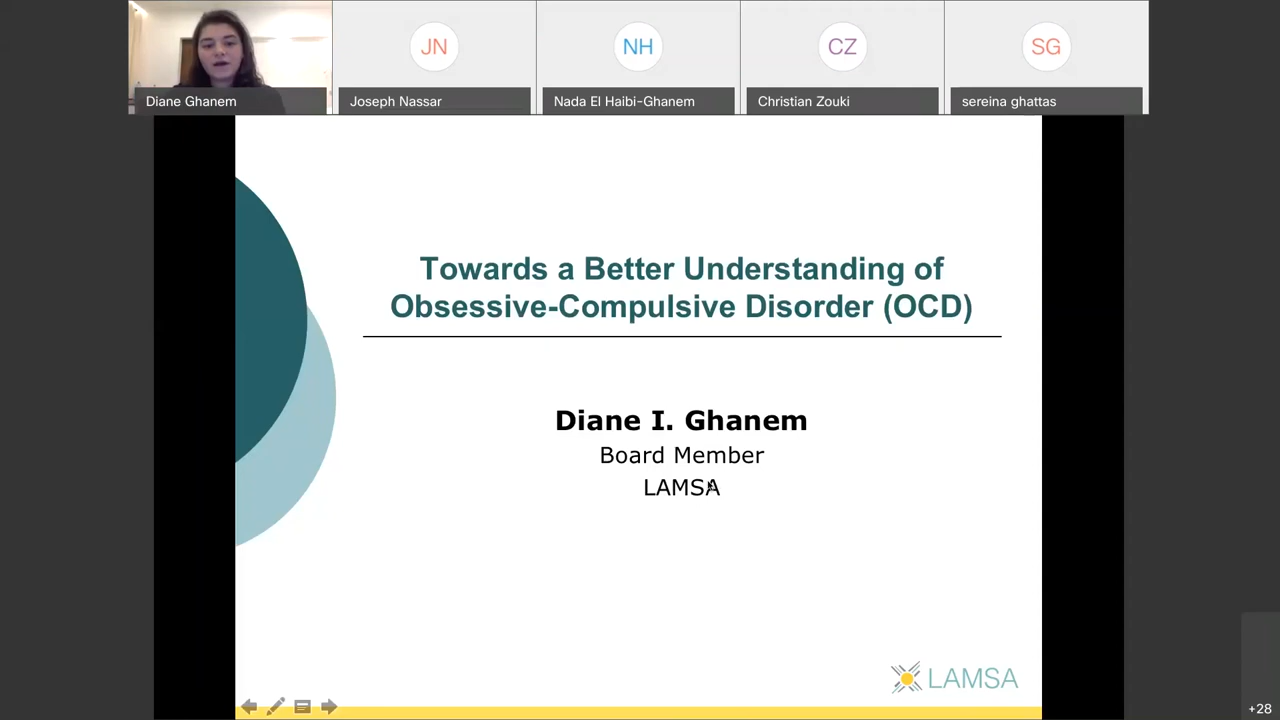 JN
NH
CZ
SG
Diane Ghanem
Joseph Nassar
Nada El Haibi-Ghanem
Christian Zouki
sereina ghattas
Towards a Better Understanding of
Obsessive-Compulsive Disorder (OCD)
Diane I. Ghanem
Board Member
LAMSA
LAMSA
+28